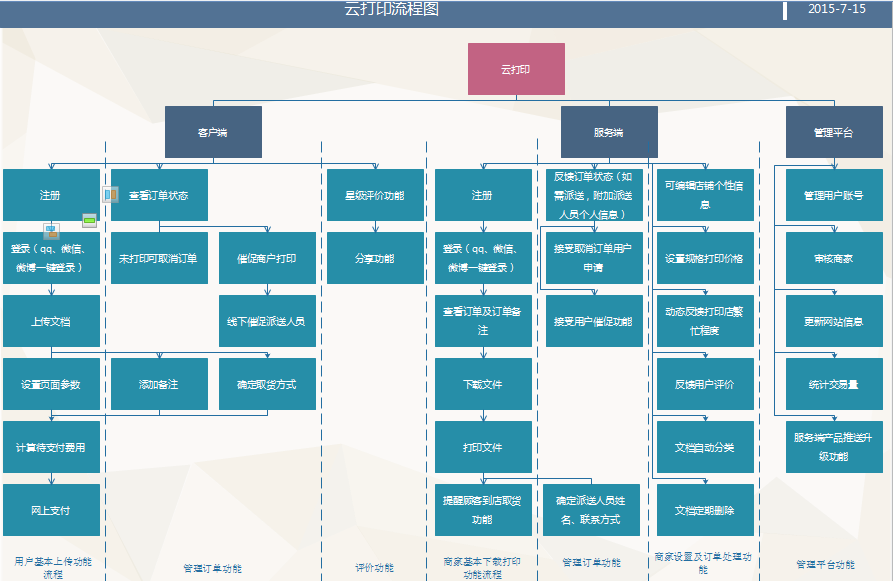 云打印流程图
2015-7-15
云打印
客户端
服务端
管理平台
注册
查看订单状态
星级评价功能
注册
反馈订单状态（如
需派送，附加派送
人员个人信息）
可编辑店铺个性信
息
管理用户账号
登录（qq、微信、
微博一键登录）
未打印可取消订单
催促商户打印
分享功能
登录（qq、微信、
微博一键登录）
接受取消订单用户
申请
设置规格打印价格
审核商家
上传文档
线下催促派送人员
查看订单及订单备
注
接受用户催促功能
动态反馈打印店繁
忙程度
更新网站信息
设置页面参数
添加备注
确定取货方式
下载文件
反馈用户评价
统计交易量
计算待支付费用
打印文件
文档自动分类
服务端产品推送升
级功能
网上支付
提醒顾客到店取货
功能
确定派送人员姓
名、联系方式
文档定期删除
用户基本上传功能
流程
管理订单功能
评价功能
商家基本下载打印
功能流程
管理订单功能
商家设置及订单处理功
能
管理平台功能